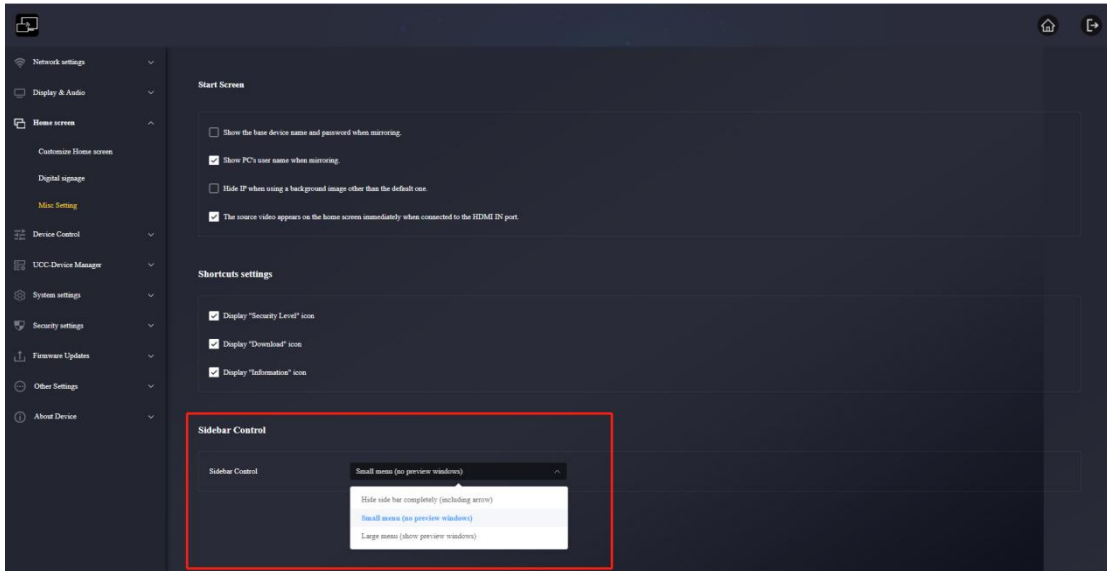 Network settings
Display & Audio
Home screen
Customize Home screen
Digital signage
Misc Setting
Device Control
UCC-Device Manager
System settings
Security settings
Firmware Updates
Other Settings
About Device
Start Screen
Show the base device name and password when mirroring.
Show PC's user name when mirroring.
Hide IP when using a background image other than the default one.
The source video appears on the home screen immediately when connected to the HDMI IN port.
Shortcuts settings
Display "Security Level" icon
Display "Download" icon
Display "Information" icon
Sidebar Control
Sidebar Control
Small menu (no preview windows)
Hide side bar completely (including arrow)
Small menu (no preview windows)
Large menu (show preview windows)